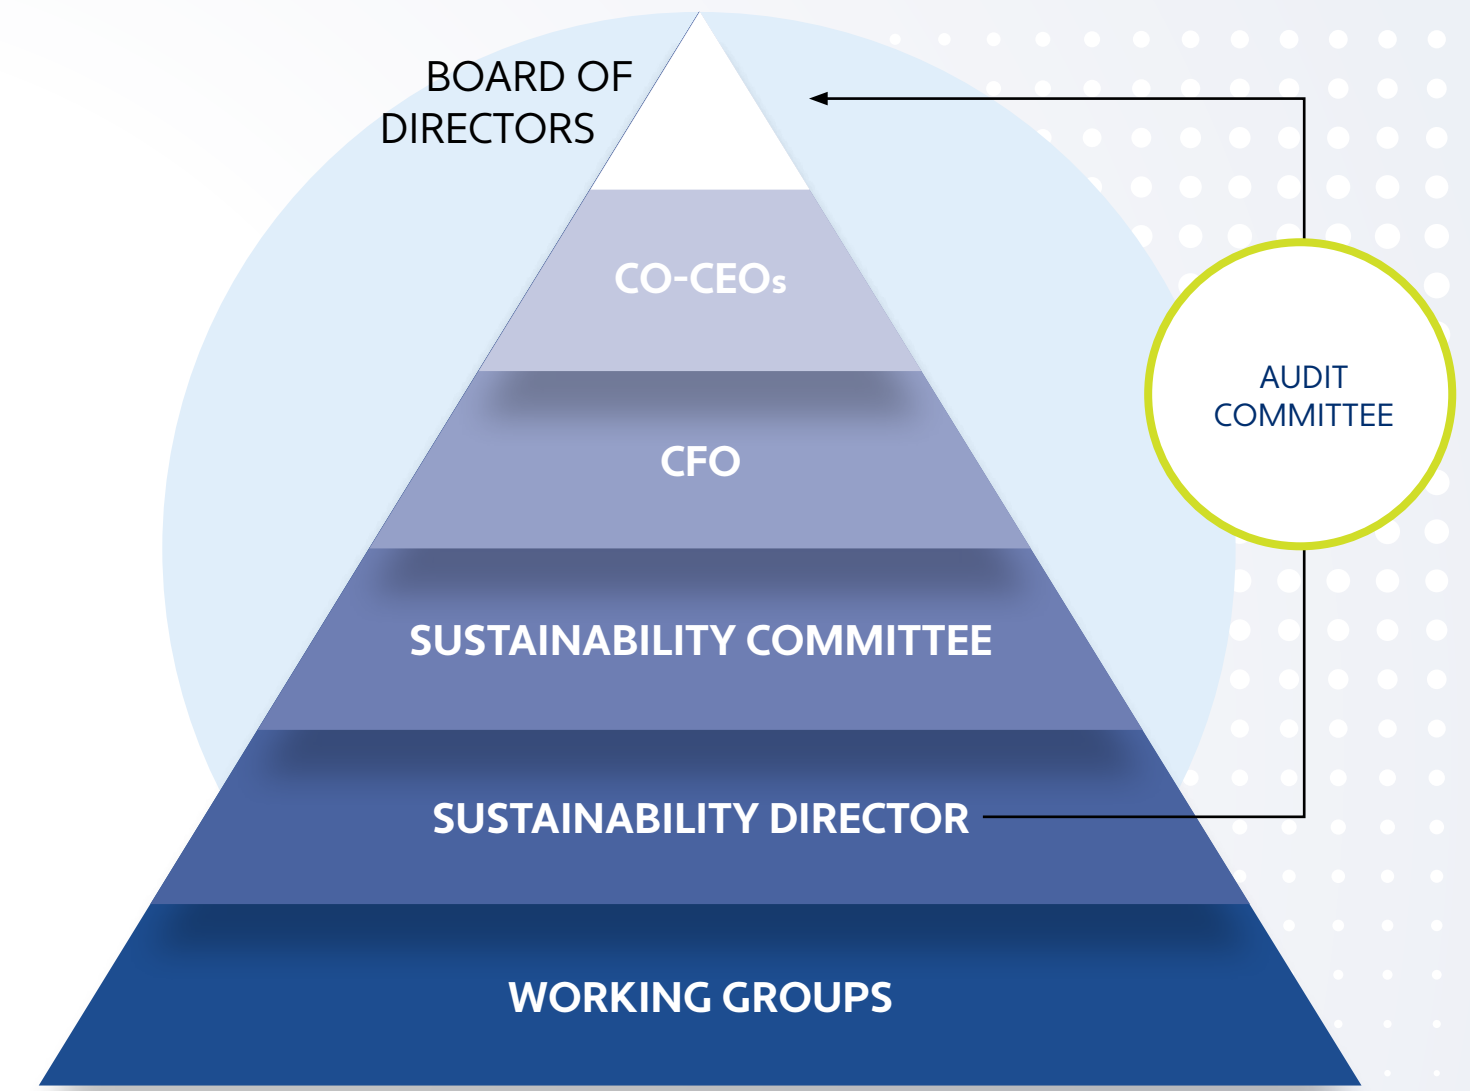 BOARD OF
DIRECTORS
CO-CEOs
CFO
AUDIT
COMMITTEE
SUSTAINABILITY COMMITTEE
SUSTAINABILITY DIRECTOR
WORKING GROUPS